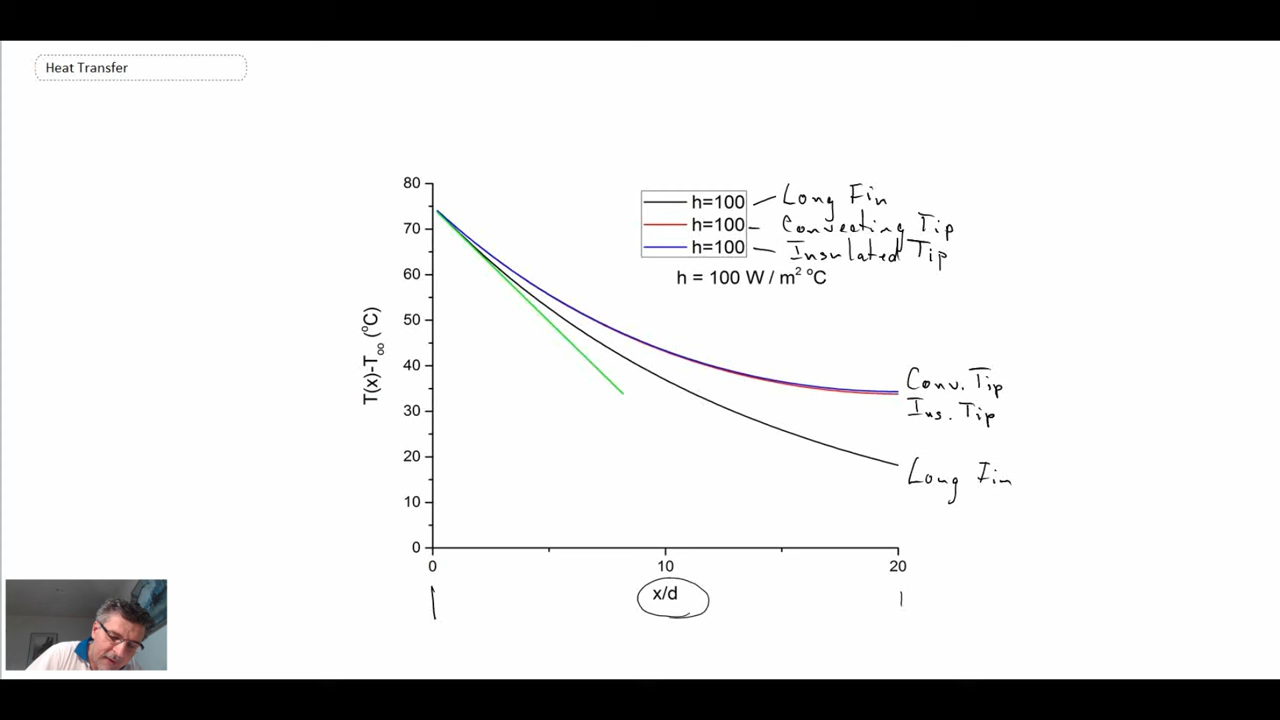 Heat Transfer
80
70
60
50
40
30
20
10
0
T(x)-T∞ (°C)
h=100 Long Fin
h=100 Convecting Tip
h=100 Insulated Tip
h = 100 W / m² °C
Conv. Tip
Ins. Tip
Long Fin
0 10 20
x/d